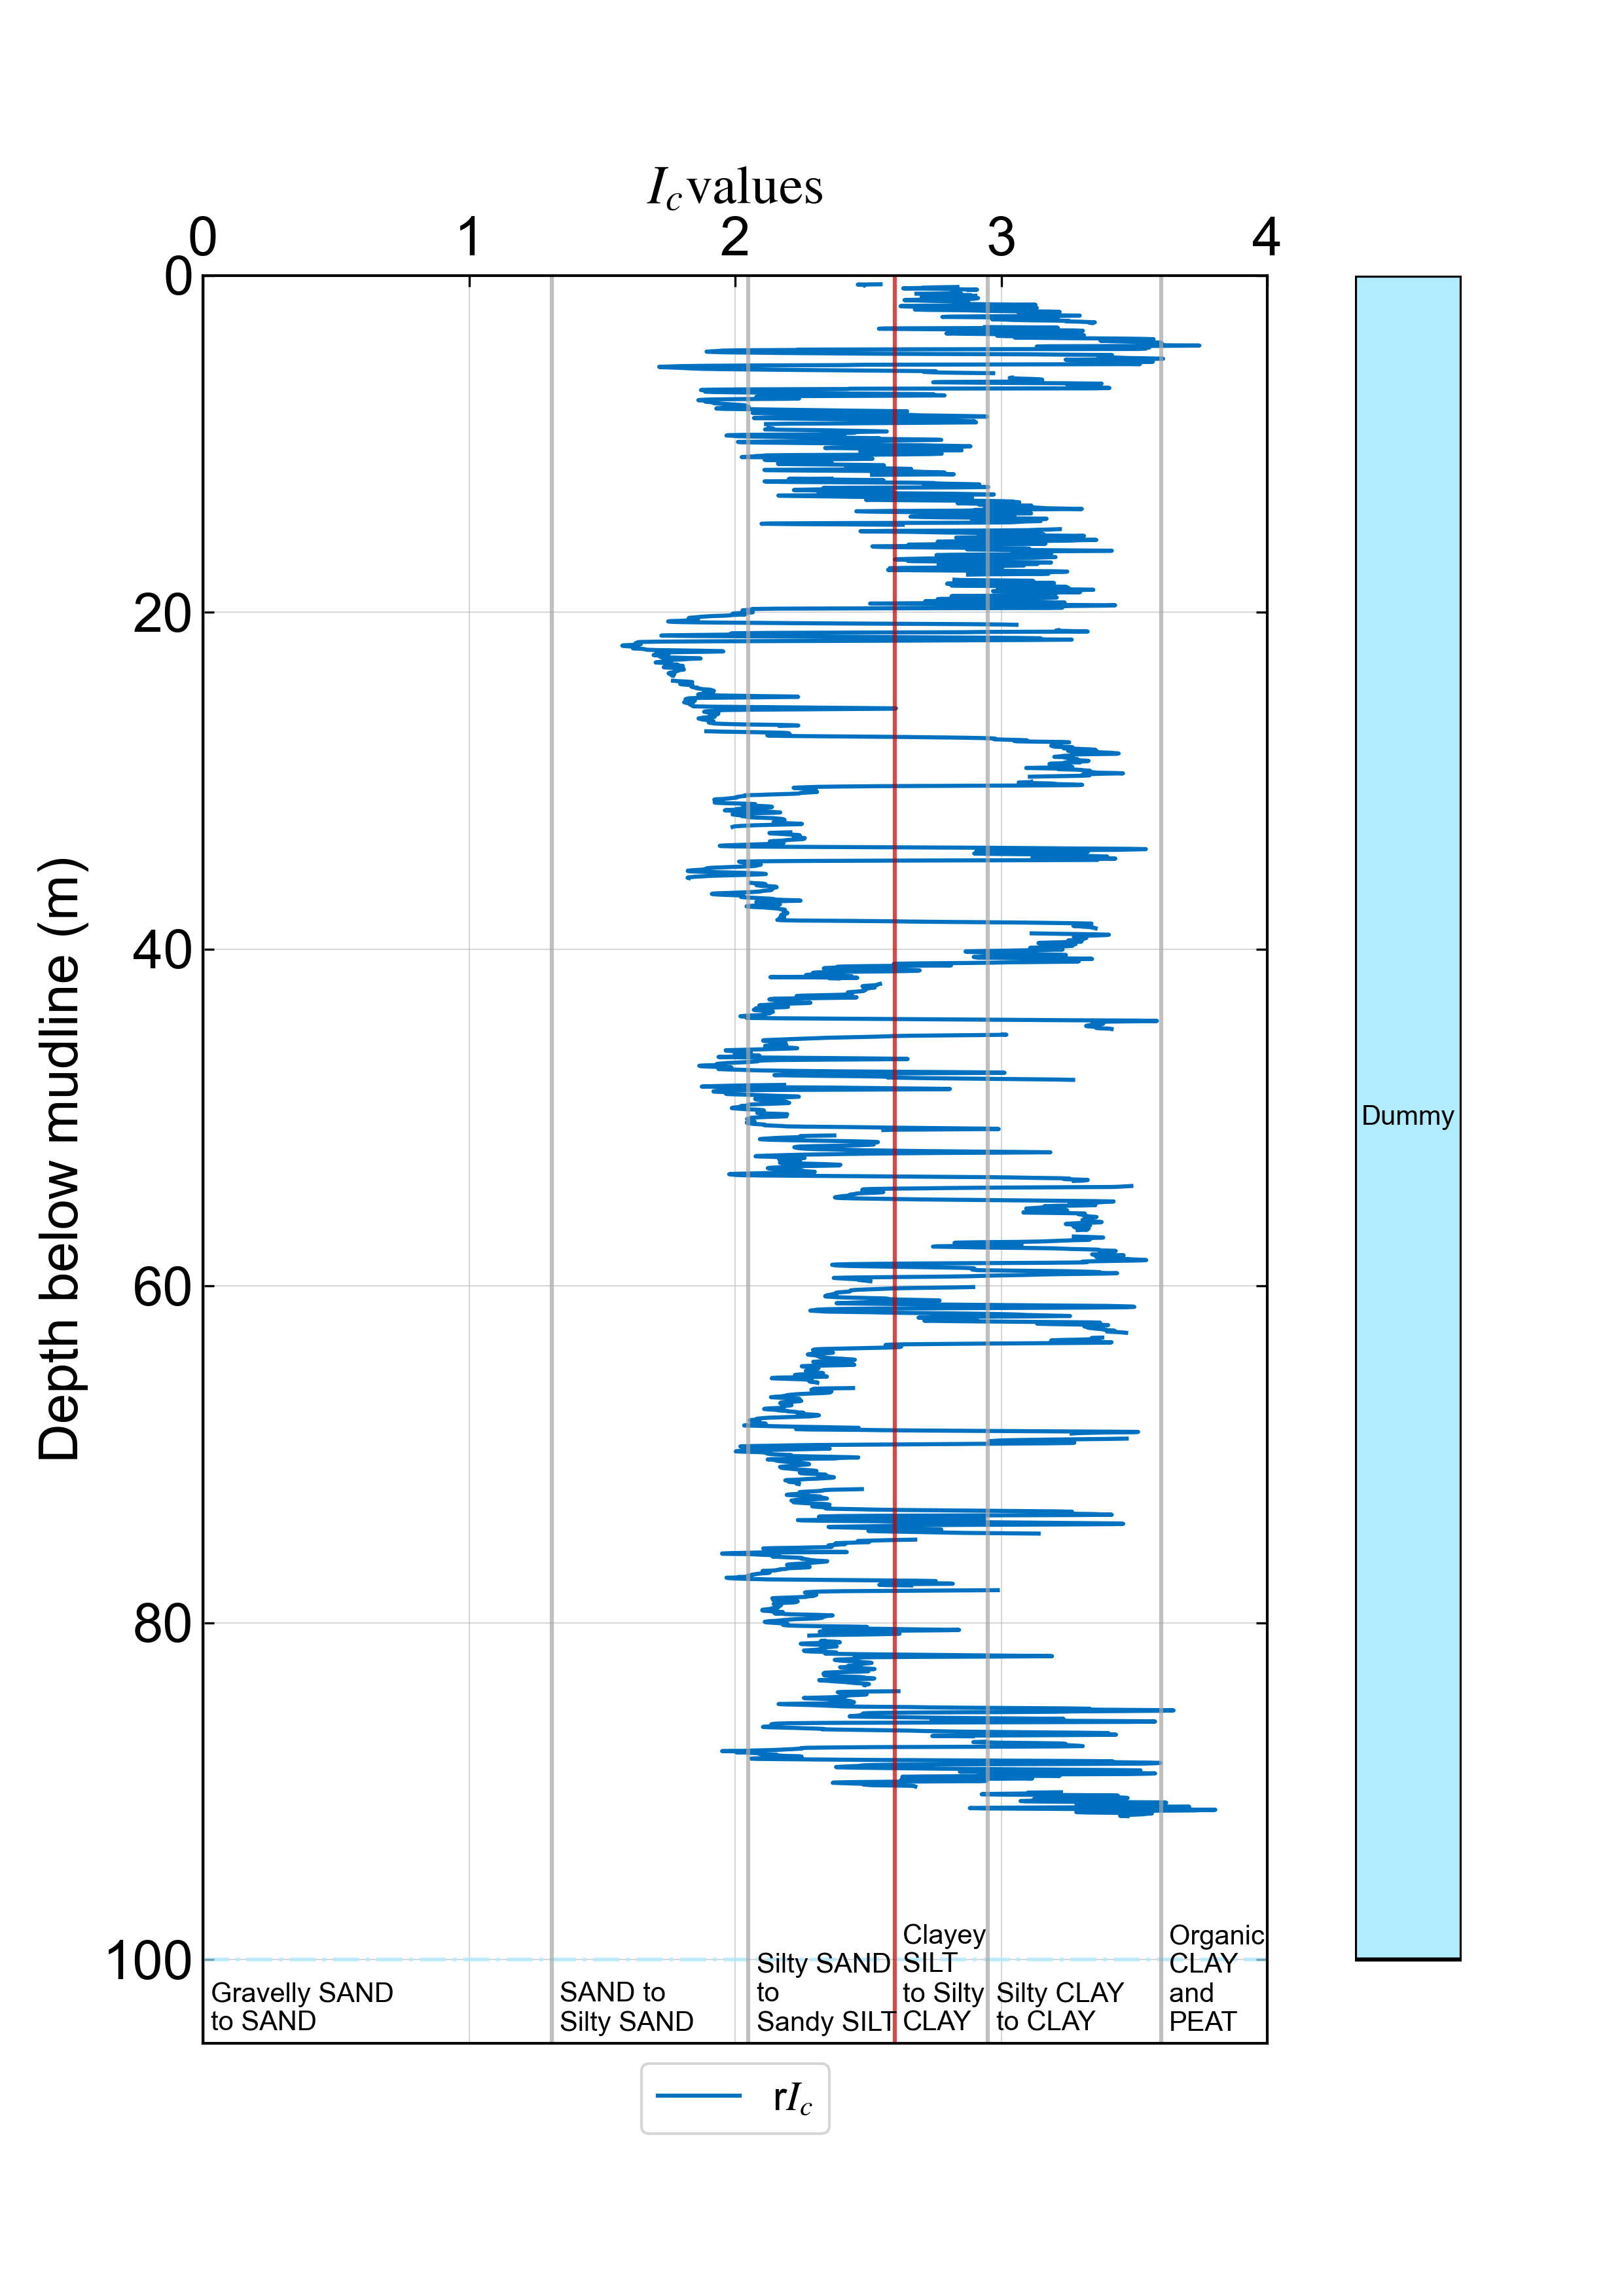 I_c values
0 1 2 3 4
0
20
40
60
80
100
Depth below mudline (m)
Dummy
Gravelly SAND
to SAND
SAND to
Silty SAND
Silty SAND
to
Sandy SILT
Clayey
SILT
to Silty
CLAY
Silty CLAY
to CLAY
Organic
CLAY
and
PEAT
rI_c